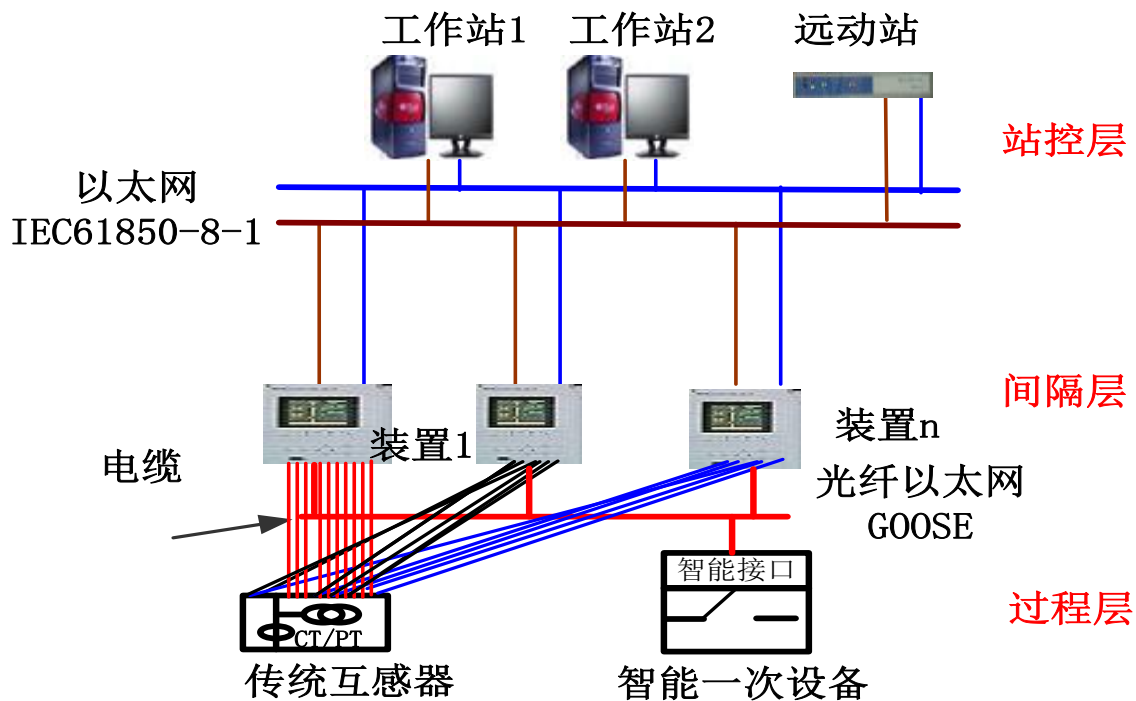 工作站1
工作站2
远动站
站控层
以太网
IEC61850-8-1
间隔层
装置1
装置n
电缆
光纤以太网
GOOSE
智能接口
过程层
CT/PT
传统互感器
智能一次设备